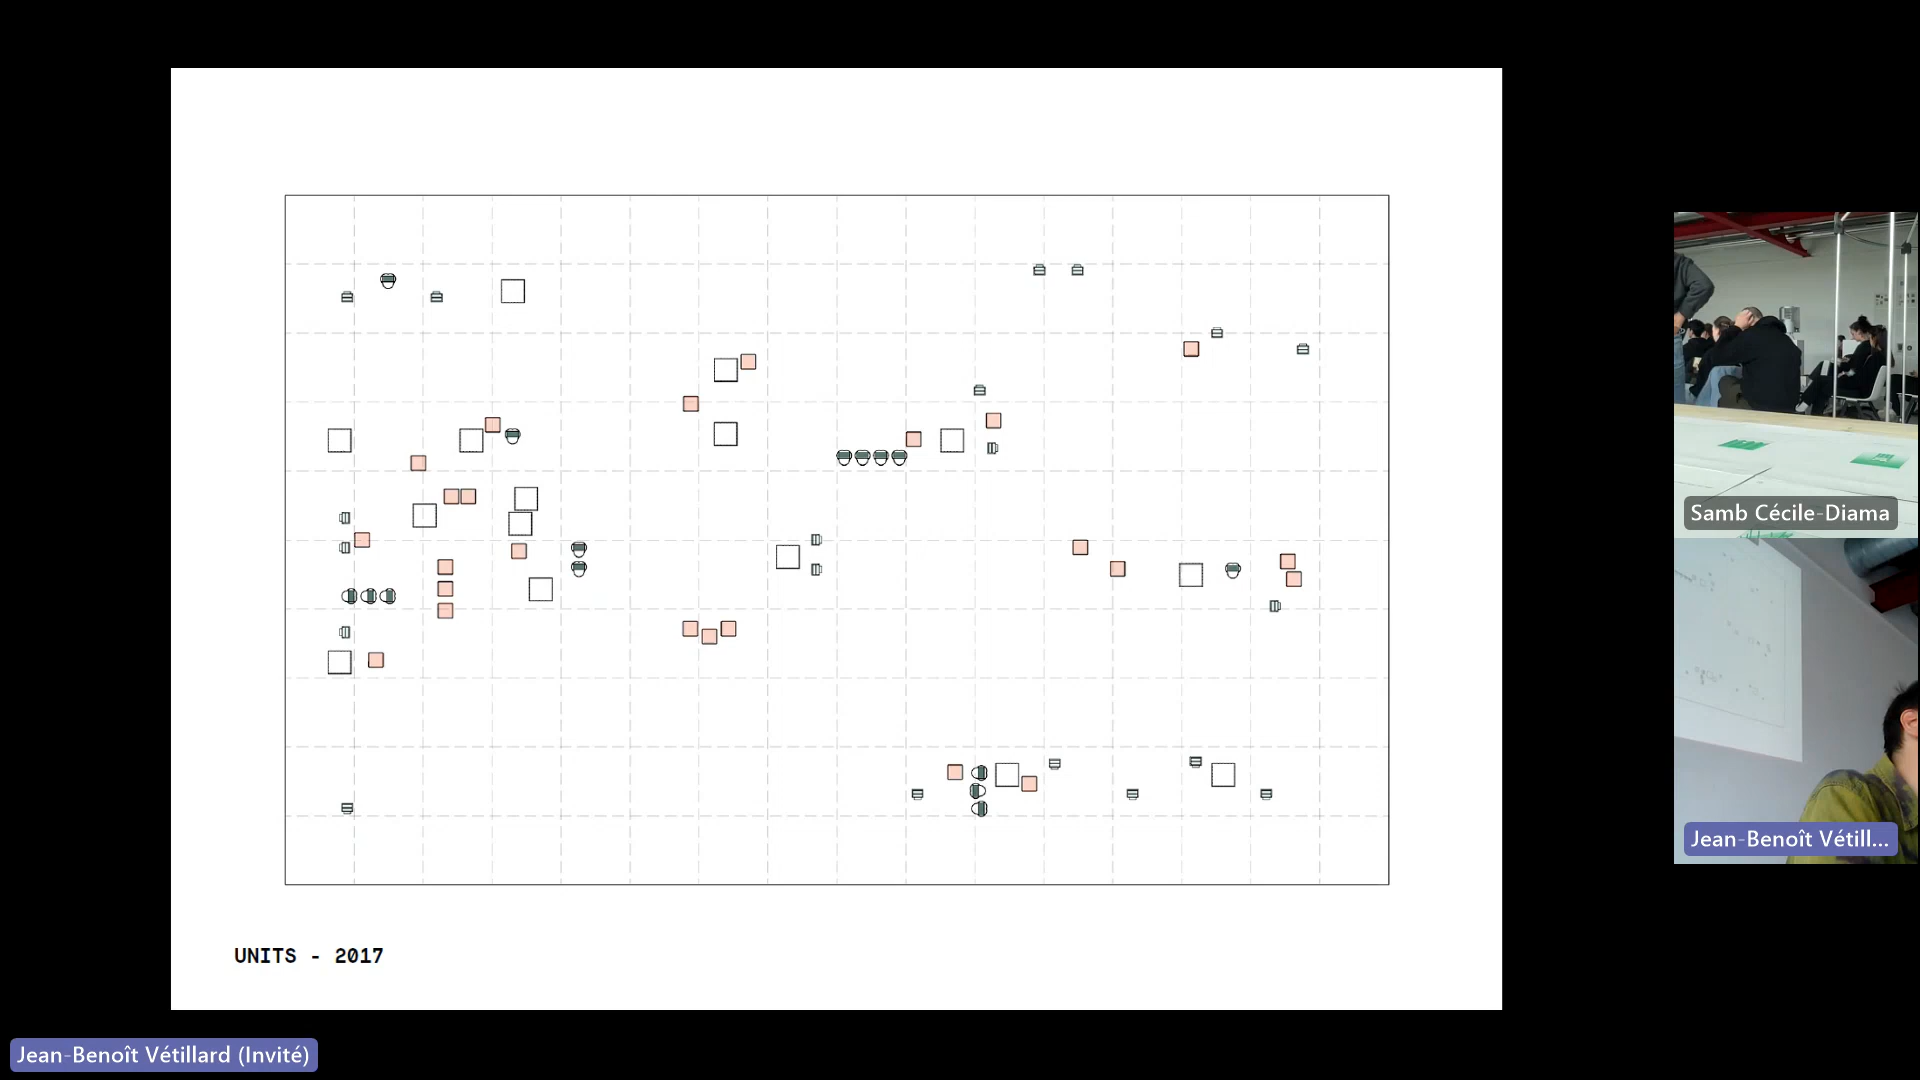 UNITS - 2017
Samb Cécile-Diama
Jean-Benoît Vétill...
Jean-Benoît Vétillard (Invité)